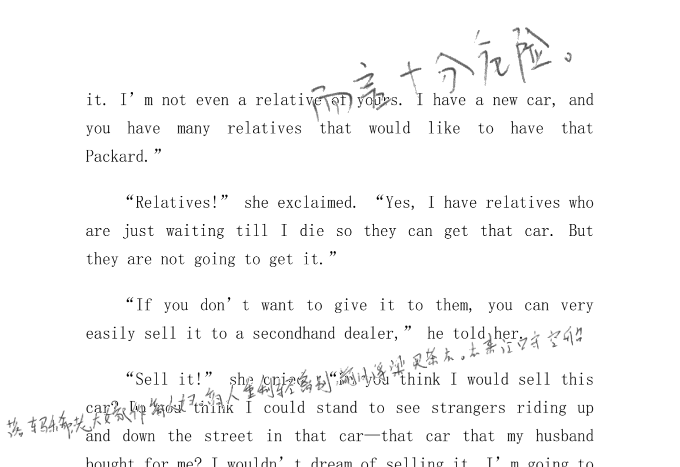 而言十分危险。
it. I'm not even a relative of yours. I have a new car, and
you have many relatives that would like to have that
Packard.”
“Relatives!” she exclaimed. “Yes, I have relatives who
are just waiting till I die so they can get that car. But
they are not going to get it.”
“If you don't want to give it to them, you can very
easily sell it to a secondhand dealer,” he told her.
“Sell it!” she cried. “Do you think I would sell this
car? Do you think I could stand to see strangers riding up
and down the street in that car—that car that my husband
bought for me? I wouldn't dream of selling it. I'm going to